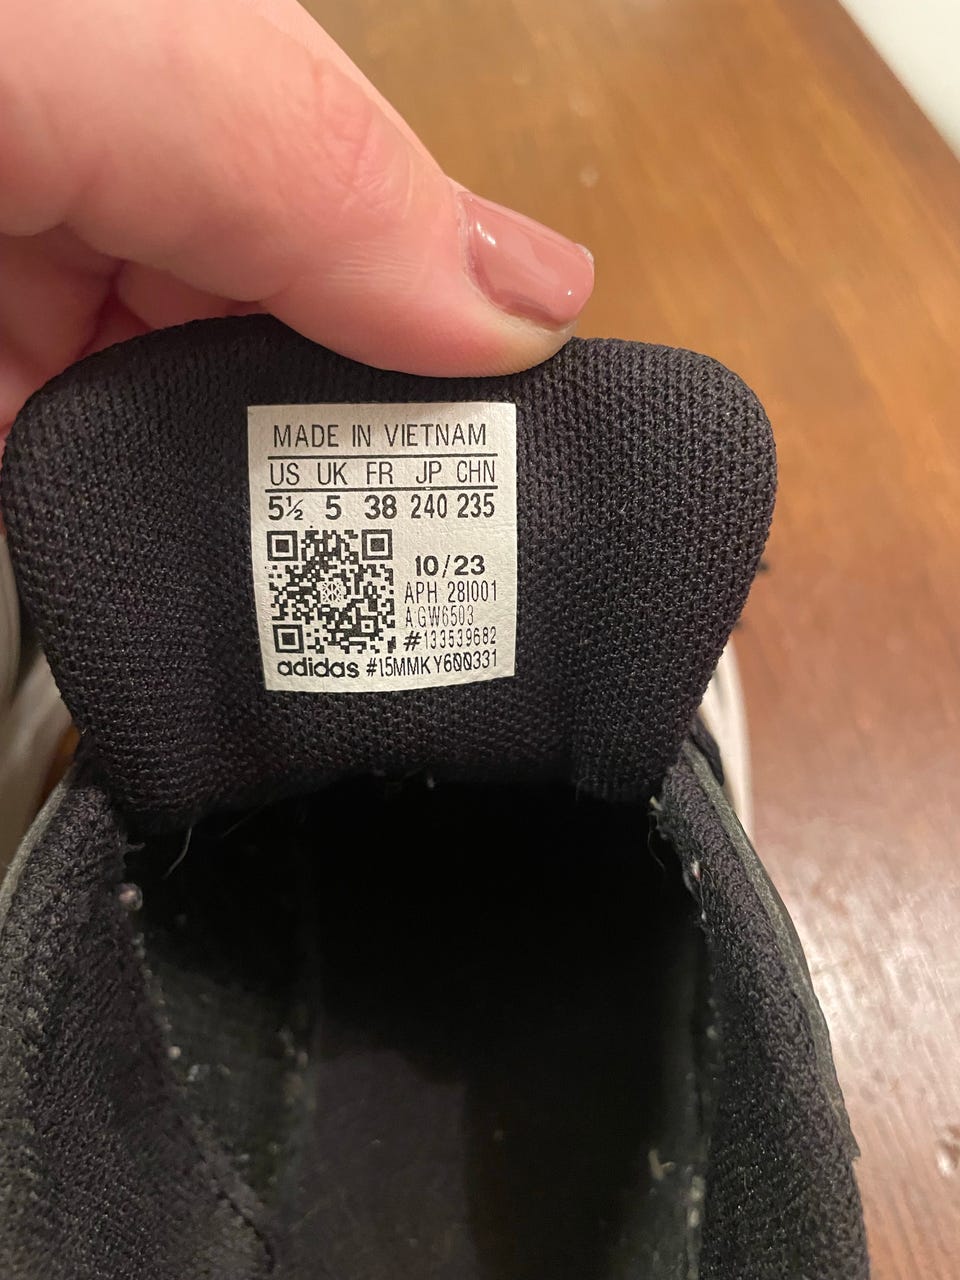 MADE IN VIETNAM
US UK FR JP CHN
5½ 5 38 240 235
10/23
APH 281001
A:GW6503
#133539682
adidas #15MMKY600331